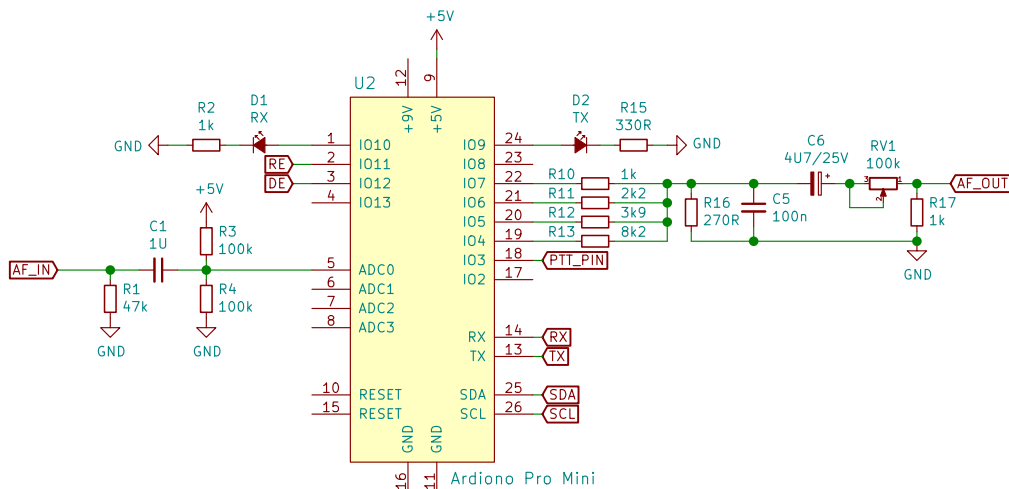 +5V
U2
12
9
+9V
+5V
D1
RX
R2
1k
GND
1
IO10
RE
2
IO11
DE
3
IO12
4
IO13
+5V
R3
100k
C1
1U
AF_IN
5
ADC0
R1
47k
R4
100k
6
ADC1
7
ADC2
8
ADC3
GND
GND
10
RESET
15
RESET
GND
GND
16
11
Ardiono Pro Mini
D2
TX
R15
330R
GND
IO9
24
IO8
23
IO7
22
R10
1k
IO6
21
R11
2k2
IO5
20
R12
3k9
IO4
19
R13
8k2
IO3
18
PTT_PIN
IO2
17
RX
14
RX
TX
13
TX
SDA
25
SDA
SCL
26
SCL
R16
270R
C5
100n
C6
4U7/25V
+
RV1
100k
3
1
2
AF_OUT
R17
1k
GND